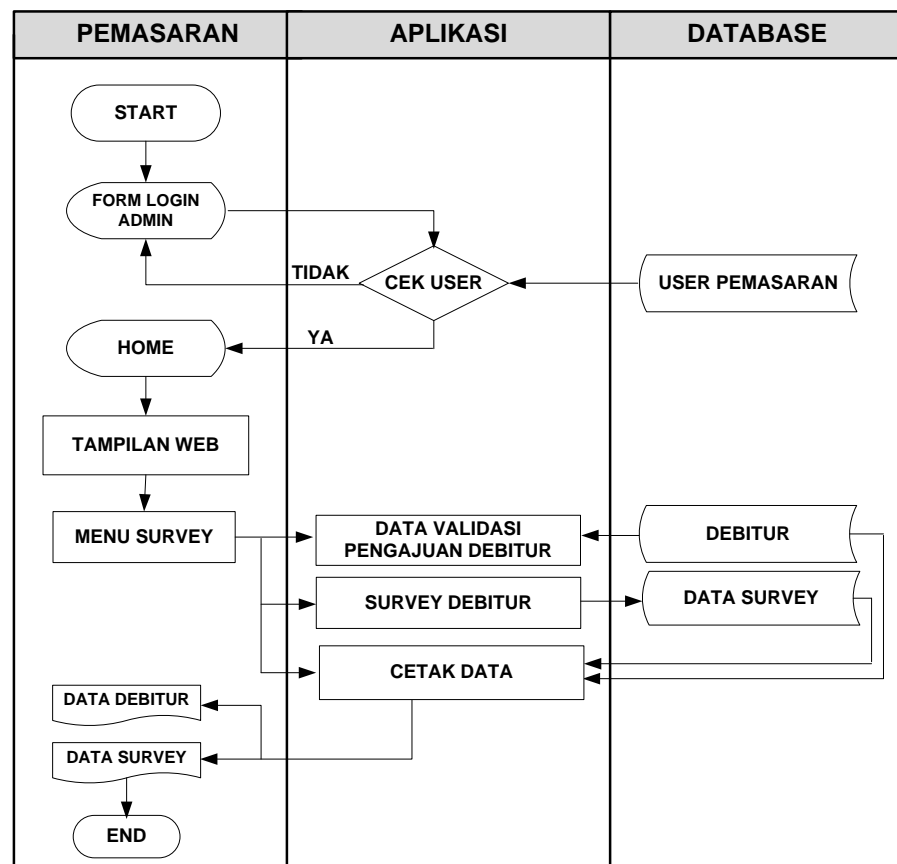 PEMASARAN
APLIKASI
DATABASE
START
FORM LOGIN
ADMIN
TIDAK
CEK USER
USER PEMASARAN
HOME
YA
TAMPILAN WEB
MENU SURVEY
DATA VALIDASI
PENGAJUAN DEBITUR
DEBITUR
SURVEY DEBITUR
DATA SURVEY
CETAK DATA
DATA DEBITUR
DATA SURVEY
END